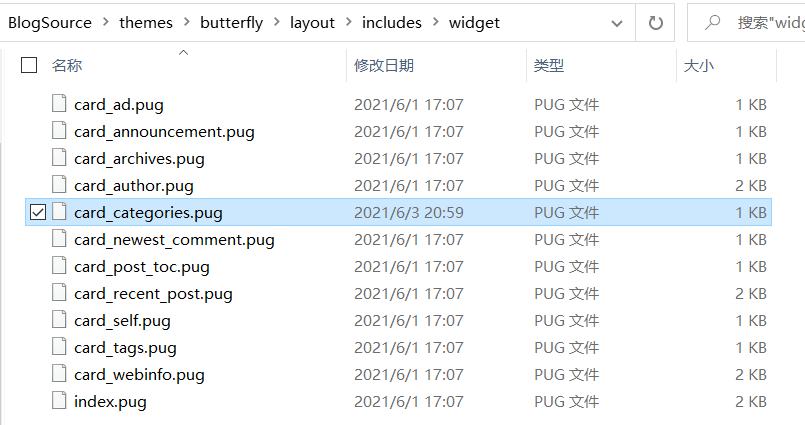 BlogSource > themes > butterfly > layout > includes > widget 搜索"widg
名称 修改日期 类型 大小
card_ad.pug 2021/6/1 17:07 PUG 文件 1 KB
card_announcement.pug 2021/6/1 17:07 PUG 文件 1 KB
card_archives.pug 2021/6/1 17:07 PUG 文件 1 KB
card_author.pug 2021/6/1 17:07 PUG 文件 2 KB
card_categories.pug 2021/6/3 20:59 PUG 文件 1 KB
card_newest_comment.pug 2021/6/1 17:07 PUG 文件 1 KB
card_post_toc.pug 2021/6/1 17:07 PUG 文件 1 KB
card_recent_post.pug 2021/6/1 17:07 PUG 文件 2 KB
card_self.pug 2021/6/1 17:07 PUG 文件 1 KB
card_tags.pug 2021/6/1 17:07 PUG 文件 1 KB
card_webinfo.pug 2021/6/1 17:07 PUG 文件 2 KB
index.pug 2021/6/1 17:07 PUG 文件 2 KB